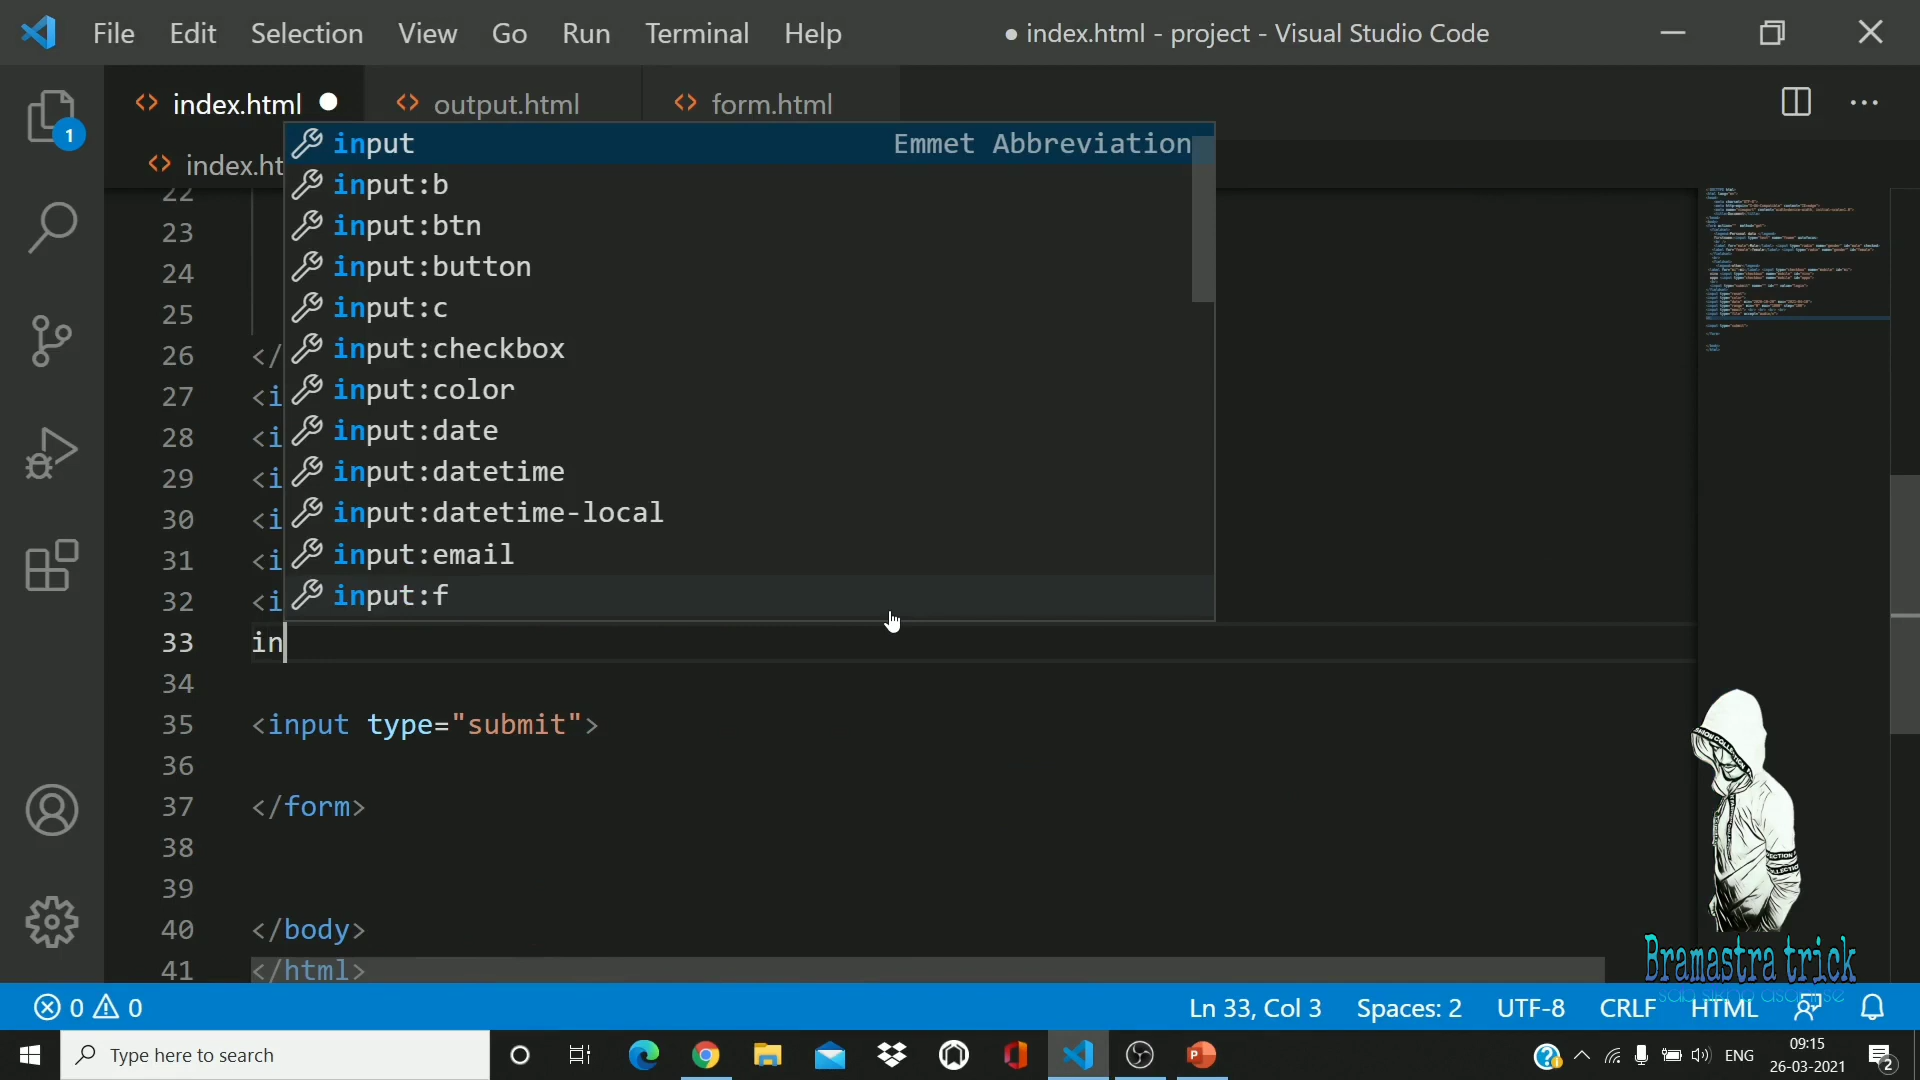 File Edit Selection View Go Run Terminal Help ● index.html - project - Visual Studio Code
index.html output.html form.html
index.ht
input Emmet Abbreviation
input:b
input:btn
input:button
input:c
input:checkbox
input:color
input:date
input:datetime
input:datetime-local
input:email
input:f
1
22
23
24
25
26 </
27 <i
28 <i
29 <i
30 <i
31 <i
32 <i
33 in
34
35 <input type="submit">
36
37 </form>
38
39
40 </body>
41 </html>
Bramastra trick
0 0 Ln 33, Col 3 Spaces: 2 UTF-8 CRLF HTML
Type here to search ENG 09:15
26-03-2021 2